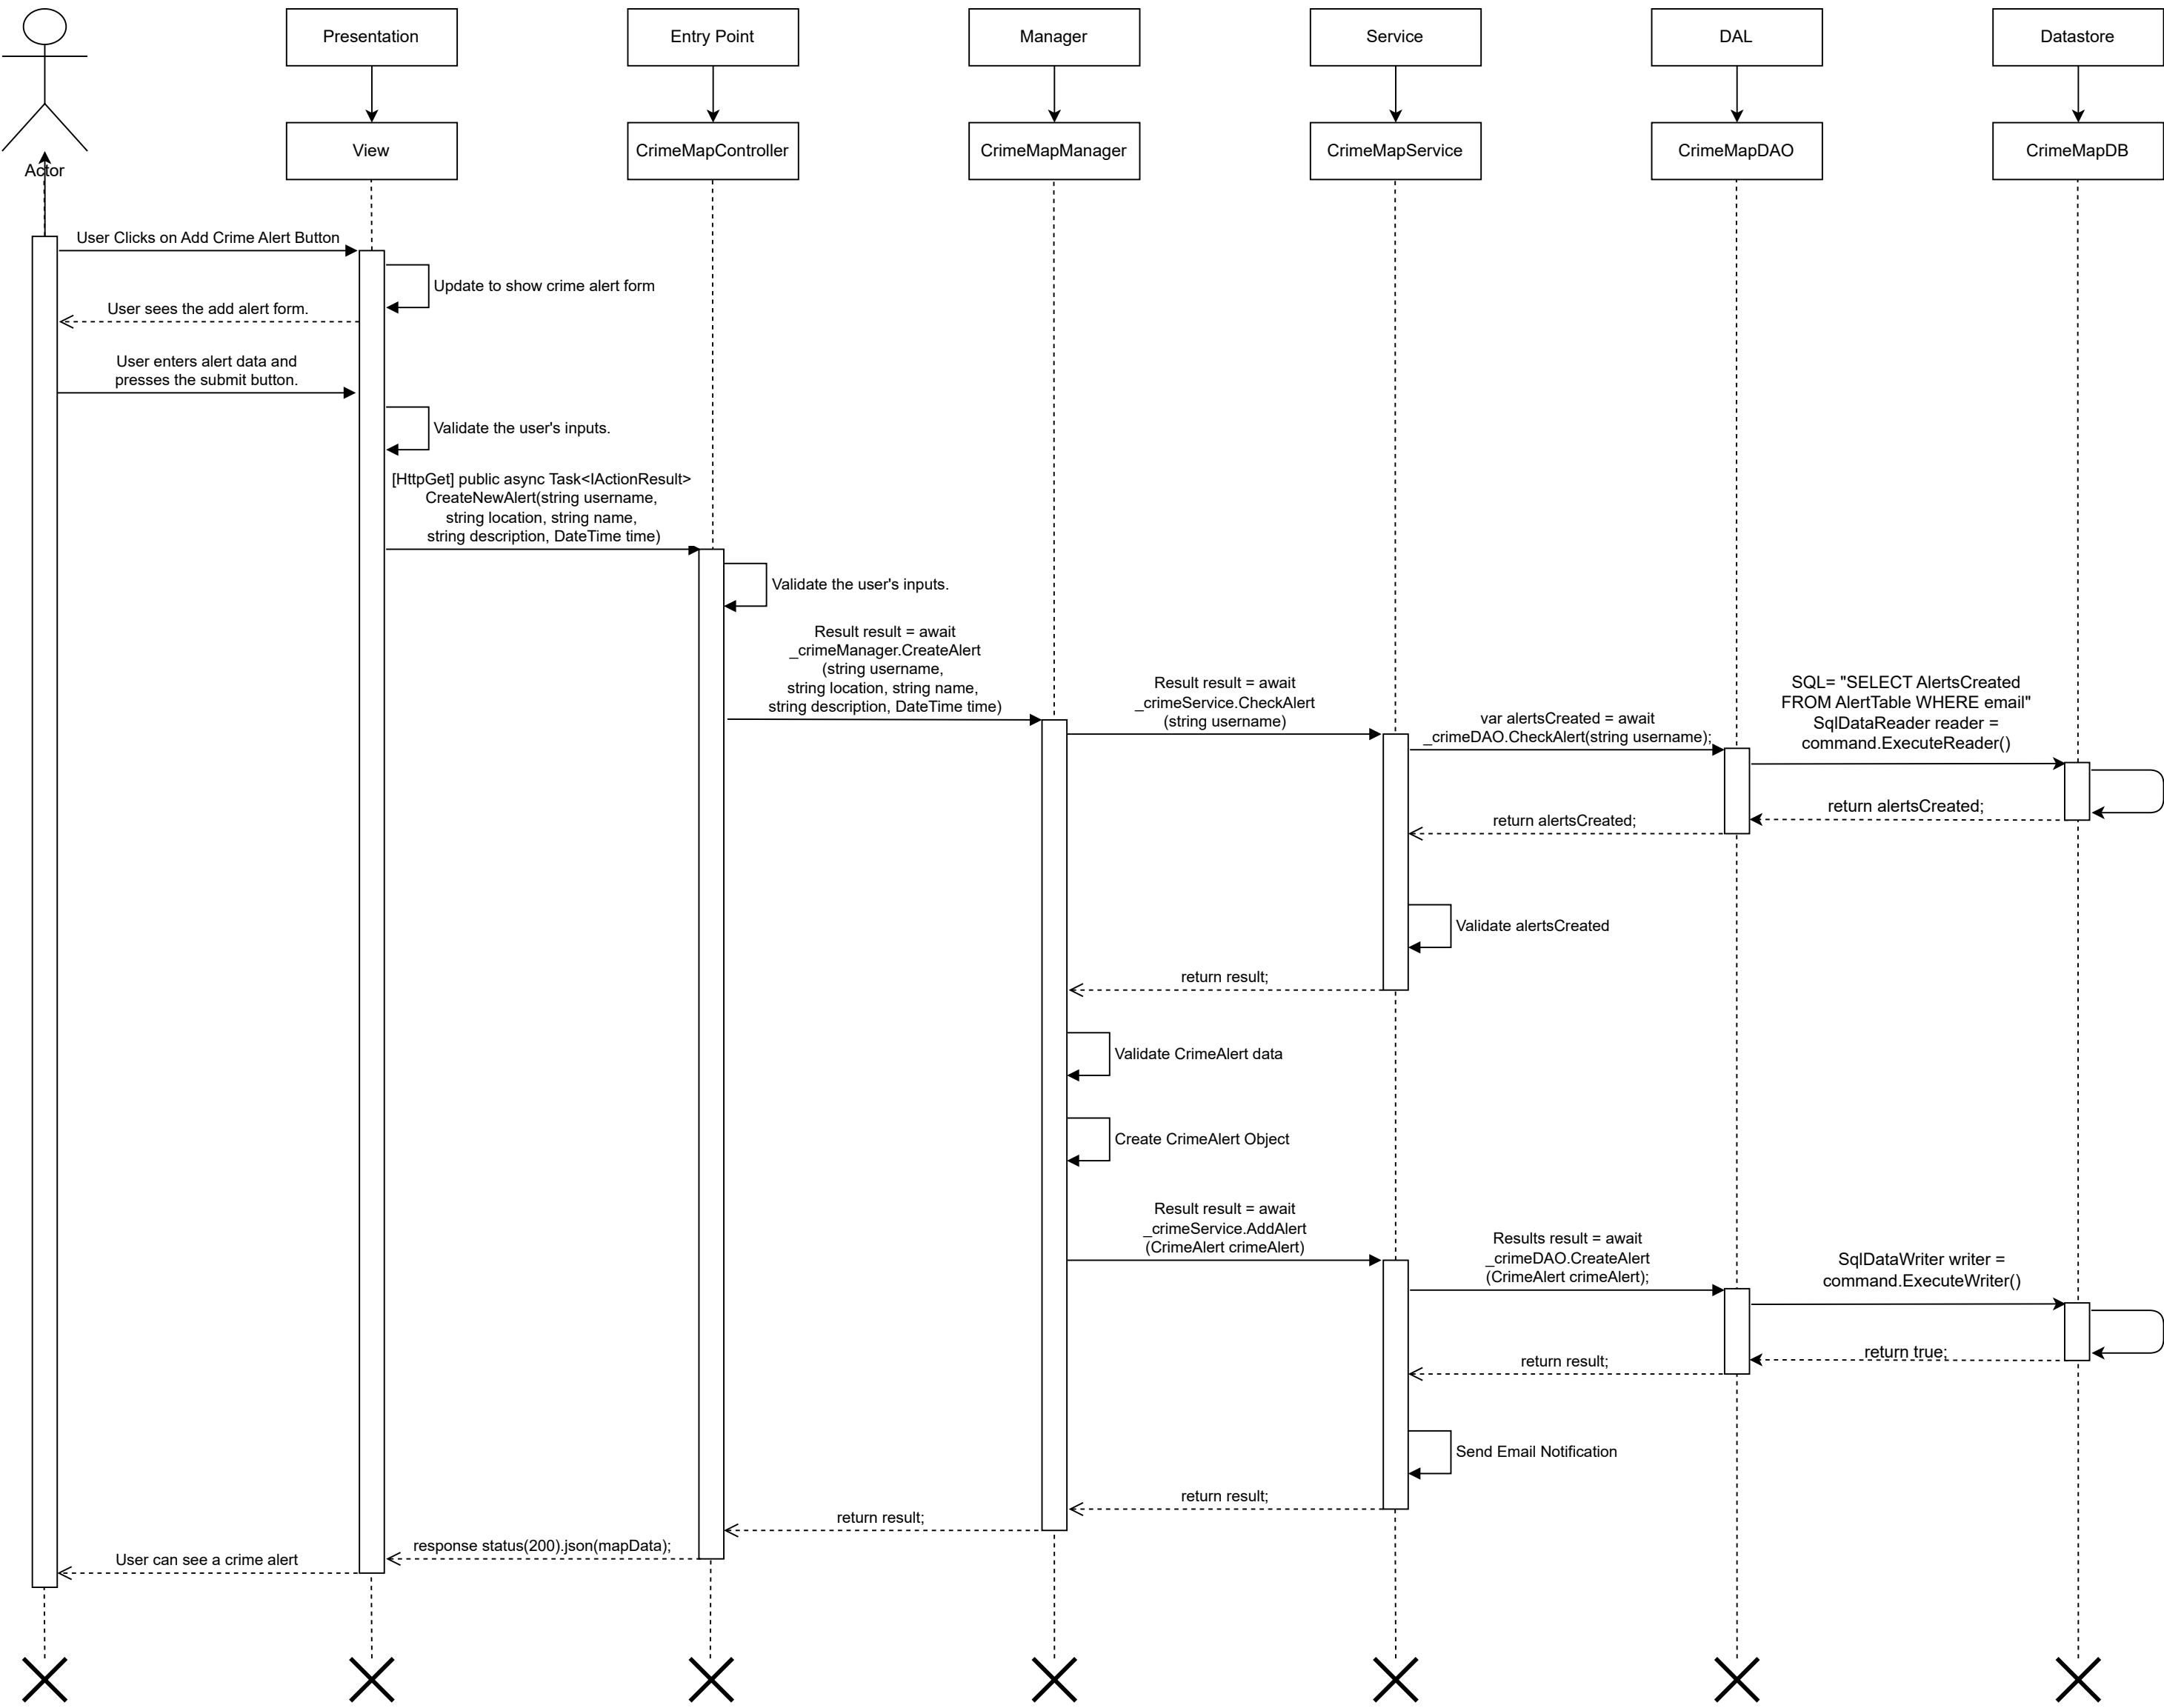 Presentation
Entry Point
Manager
Service
DAL
Datastore
View
CrimeMapController
CrimeMapManager
CrimeMapService
CrimeMapDAO
CrimeMapDB
Actor
User Clicks on Add Crime Alert Button
Update to show crime alert form
User sees the add alert form.
User enters alert data and
presses the submit button.
Validate the user's inputs.
[HttpGet] public async Task<IActionResult>
CreateNewAlert(string username,
string location, string name,
string description, DateTime time)
Validate the user's inputs.
Result result = await
_crimeManager.CreateAlert
(string username,
string location, string name,
string description, DateTime time)
Result result = await
_crimeService.CheckAlert
(string username)
var alertsCreated = await
_crimeDAO.CheckAlert(string username);
SQL= "SELECT AlertsCreated
FROM AlertTable WHERE email"
SqlDataReader reader =
command.ExecuteReader()
return alertsCreated;
return alertsCreated;
Validate alertsCreated
return result;
Validate CrimeAlert data
Create CrimeAlert Object
Result result = await
_crimeService.AddAlert
(CrimeAlert crimeAlert)
Results result = await
_crimeDAO.CreateAlert
(CrimeAlert crimeAlert);
SqlDataWriter writer =
command.ExecuteWriter()
return true;
return result;
Send Email Notification
return result;
return result;
response status(200).json(mapData);
User can see a crime alert